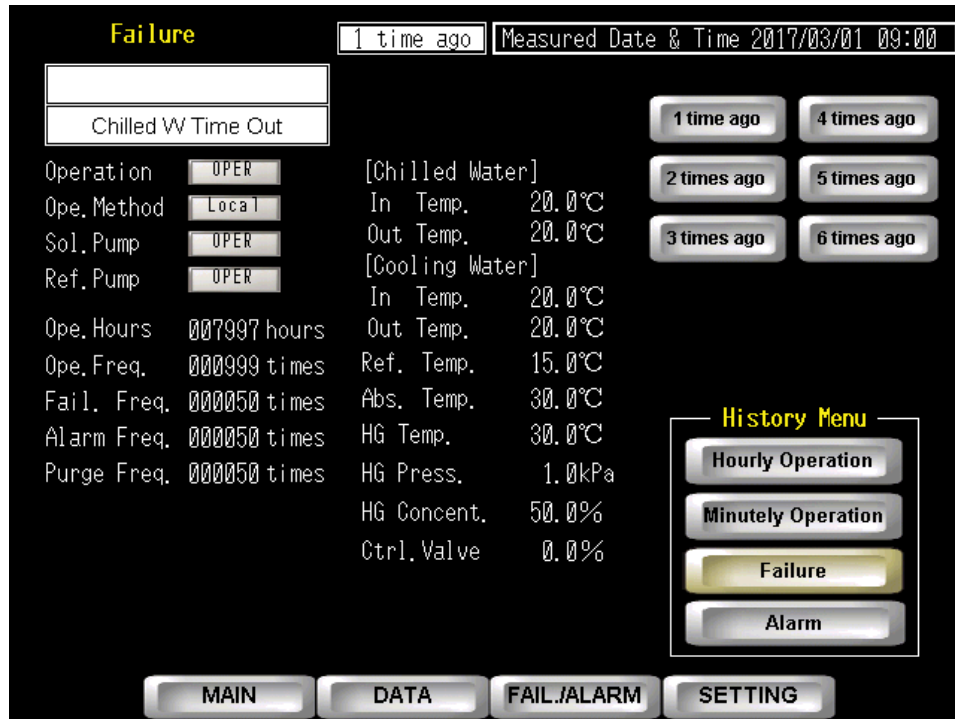 Failure
1 time ago
Measured Date & Time 2017/03/01 09:00
Chilled W Time Out
1 time ago
4 times ago
2 times ago
5 times ago
3 times ago
6 times ago
Operation OPER
Ope.Method Local
Sol.Pump OPER
Ref.Pump OPER
Ope.Hours 007997 hours
Ope.Freq. 000999 times
Fail. Freq. 000050 times
Alarm Freq. 000050 times
Purge Freq. 000050 times
[Chilled Water]
In Temp. 20.0℃
Out Temp. 20.0℃
[Cooling Water]
In Temp. 20.0℃
Out Temp. 20.0℃
Ref. Temp. 15.0℃
Abs. Temp. 30.0℃
HG Temp. 30.0℃
HG Press. 1.0kPa
HG Concent. 50.0%
Ctrl.Valve 0.0%
History Menu
Hourly Operation
Minutely Operation
Failure
Alarm
MAIN
DATA
FAIL./ALARM
SETTING